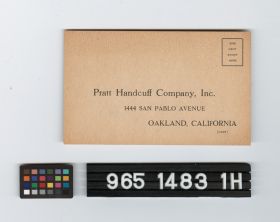 Pratt Handcuff Company, Inc.
1444 SAN PABLO AVENUE
OAKLAND, CALIFORNIA
965 1483 1H